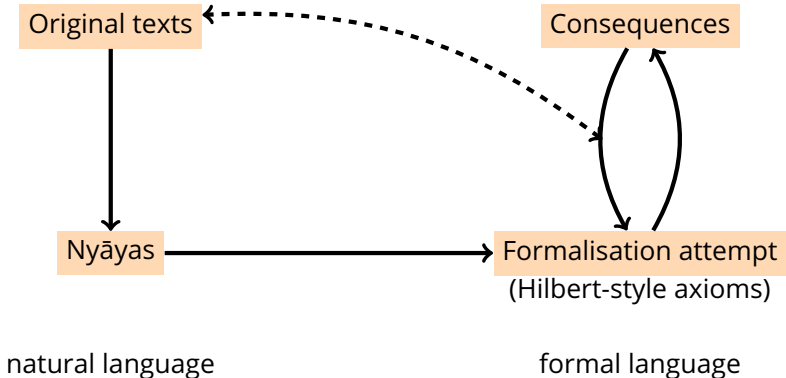 Original texts
Consequences
Nyāyas
Formalisation attempt
(Hilbert-style axioms)
natural language
formal language